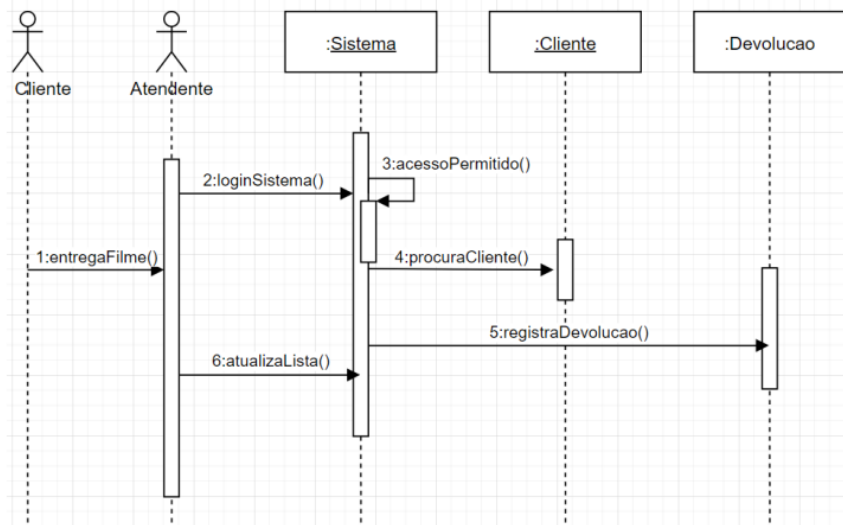 :Sistema
:Cliente
:Devolucao
Cliente
Atendente
3:acessoPermitido()
2:loginSistema()
1:entregaFilme()
4:procuraCliente()
5:registraDevolucao()
6:atualizaLista()